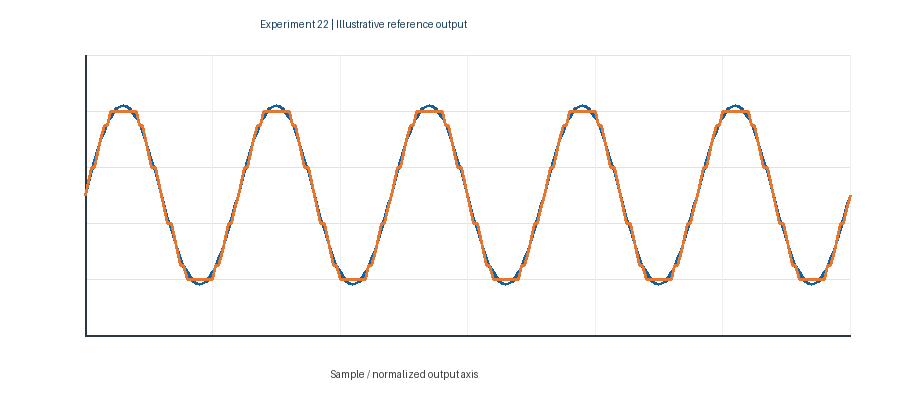 Experiment 22 | Illustrative reference output
Sample / normalized output axis